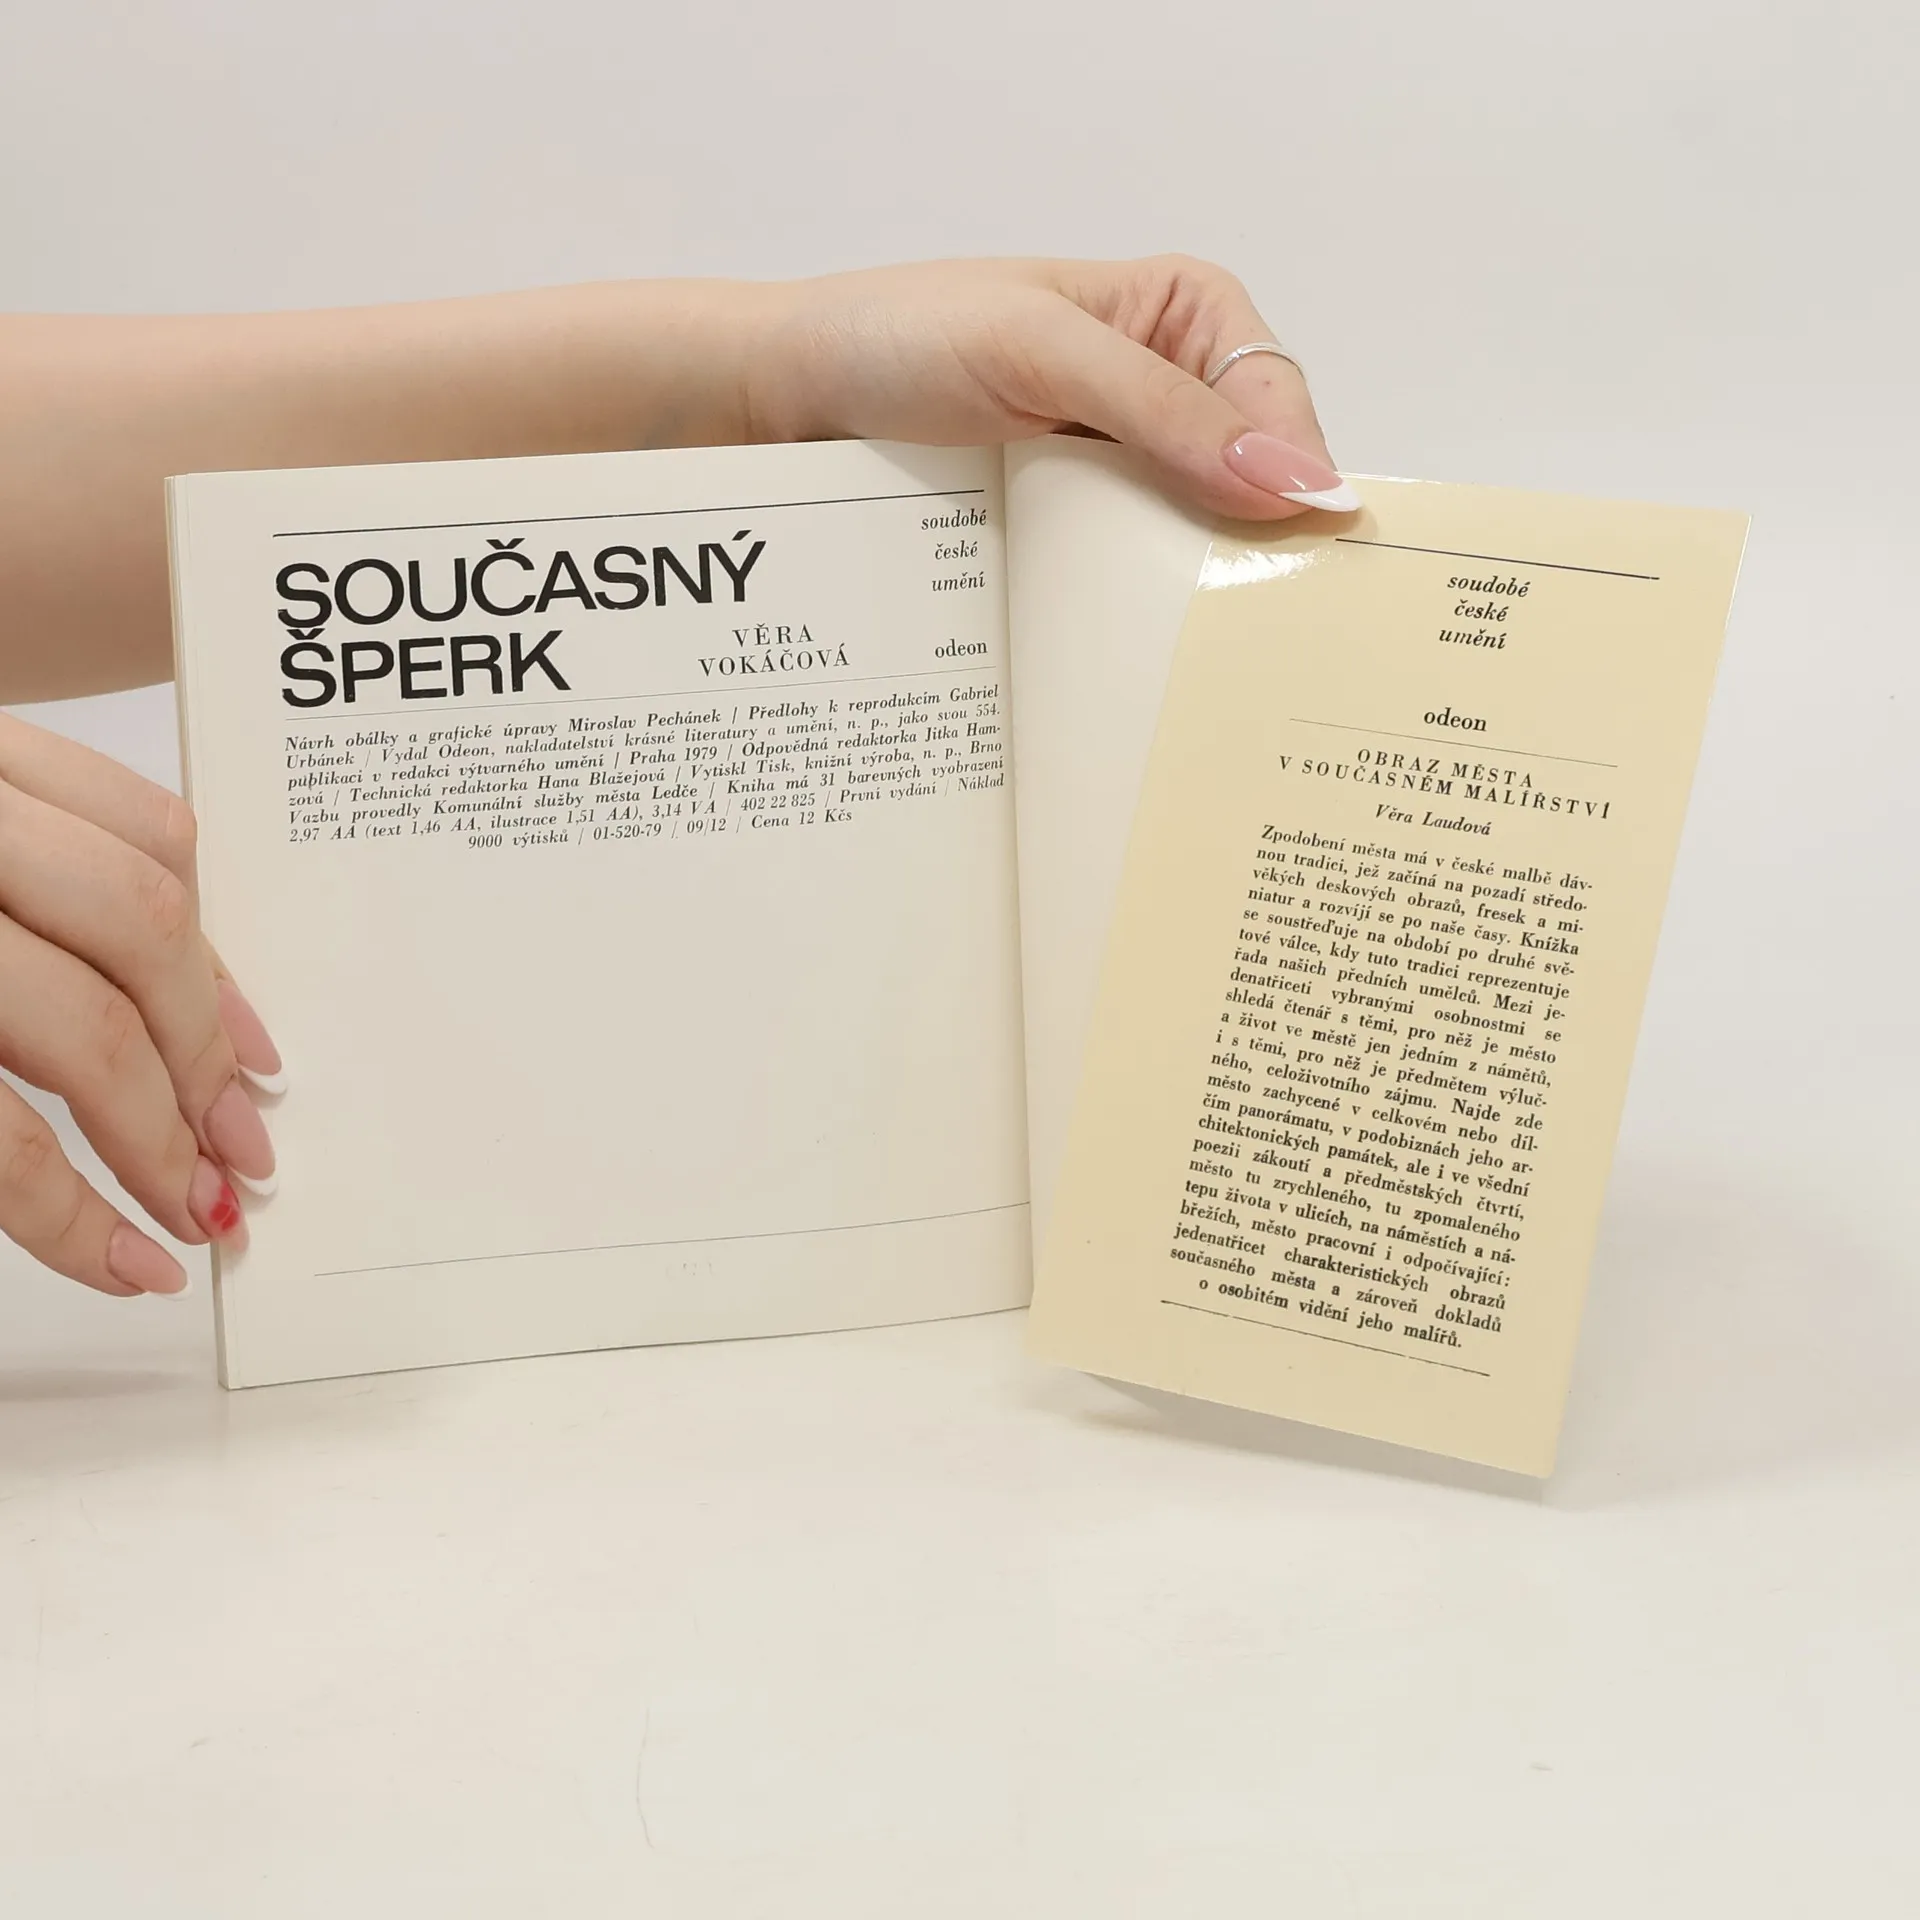 SOUČASNÝ
ŠPERK
VĚRA
VOKÁČOVÁ
soudobé
české
umění
odeon
Návrh obálky a grafické úpravy Miroslav Pechánek / Předlohy k reprodukcím Gabriel
Urbánek / Vydal Odeon, nakladatelství krásné literatury a umění, n. p., jako svou 554.
publikaci v redakci výtvarného umění / Praha 1979 / Odpovědná redaktorka Jitka Ham-
zová / Technická redaktorka Hana Blažejová / Vytiskl Tisk, knižní výroba, n. p., Brno
Vazbu provedly Komunální služby města Ledče / Kniha má 31 barevných vyobrazení
2,97 AA (text 1,46 AA, ilustrace 1,51 AA), 3,14 VA / 402 22 825 / První vydání / Náklad
9000 výtisků / 01-520-79 / 09/12 / Cena 12 Kčs
soudobé
české
umění
odeon
OBRAZ MĚSTA
V SOUČASNÉM MALÍŘSTVÍ
Věra Laudová
Zpodobení města má v české malbě dáv-
nou tradici, jež začíná na pozadí středo-
věkých deskových obrazů, fresek a mi-
niatur a rozvíjí se po naše časy. Knížka
se soustřeďuje na období po druhé svě-
tové válce, kdy tuto tradici reprezentuje
řada našich předních umělců. Mezi je-
denatřiceti vybranými osobnostmi se
shledá čtenář s těmi, pro něž je město
a život ve městě jen jedním z námětů,
i s těmi, pro něž je předmětem výluč-
ného, celoživotního zájmu. Najde zde
město zachycené v celkovém nebo díl-
čím panorámatu, v podobiznách jeho ar-
chitektonických památek, ale i ve všední
poezii zákoutí a předměstských čtvrtí,
město tu zrychleného, tu zpomaleného
tepu života v ulicích, na náměstích a ná-
břežích, město pracovní i odpočívající:
jedenatřicet charakteristických obrazů
současného města a zároveň dokladů
o osobitém vidění jeho malířů.